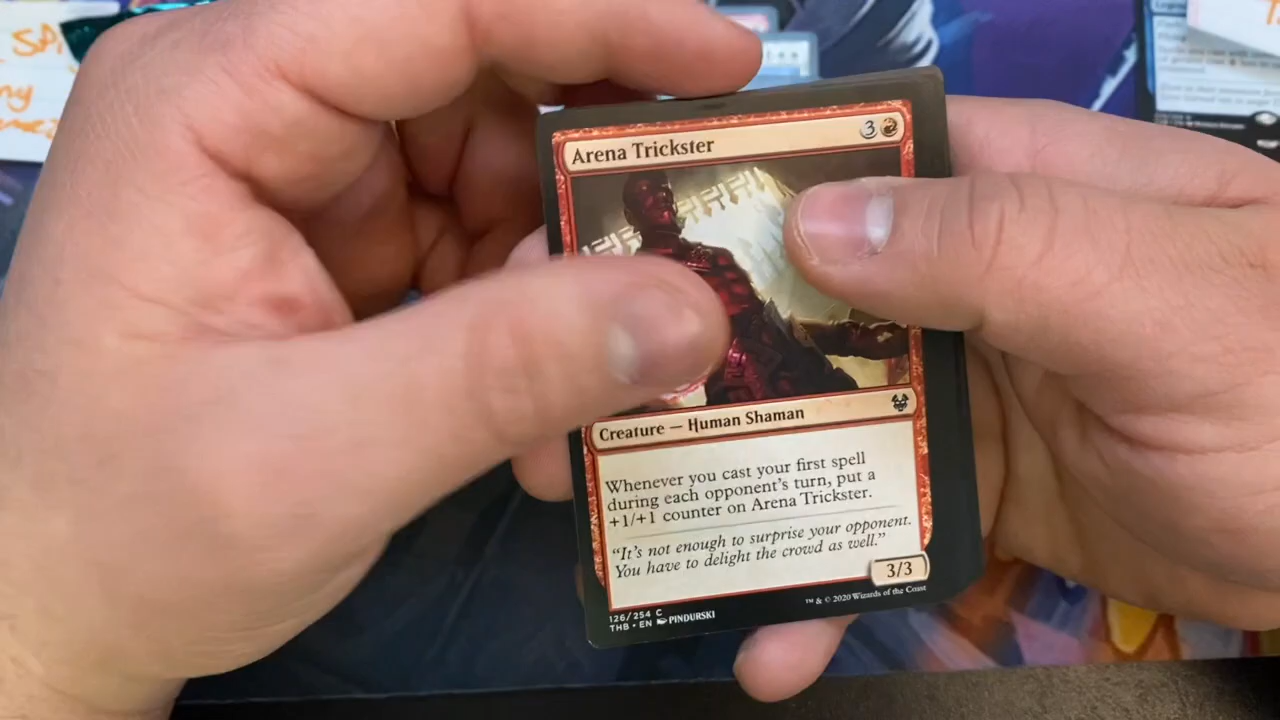 Arena Trickster
3
Creature — Human Shaman
Whenever you cast your first spell
during each opponent's turn, put a
+1/+1 counter on Arena Trickster.
"It's not enough to surprise your opponent.
You have to delight the crowd as well."
3/3
126/254 C
THB • EN PINDURSKI
™ & © 2020 Wizards of the Coast